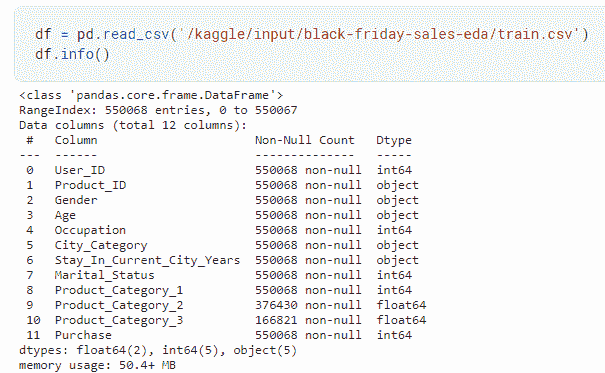 df = pd.read_csv('/kaggle/input/black-friday-sales-eda/train.csv')
df.info()
<class 'pandas.core.frame.DataFrame'>
RangeIndex: 550068 entries, 0 to 550067
Data columns (total 12 columns):
 #   Column                      Non-Null Count   Dtype
---  ------                      --------------   -----
 0   User_ID                     550068 non-null  int64
 1   Product_ID                  550068 non-null  object
 2   Gender                      550068 non-null  object
 3   Age                         550068 non-null  object
 4   Occupation                  550068 non-null  int64
 5   City_Category               550068 non-null  object
 6   Stay_In_Current_City_Years  550068 non-null  object
 7   Marital_Status              550068 non-null  int64
 8   Product_Category_1          550068 non-null  int64
 9   Product_Category_2          376430 non-null  float64
 10  Product_Category_3          166821 non-null  float64
 11  Purchase                    550068 non-null  int64
dtypes: float64(2), int64(5), object(5)
memory usage: 50.4+ MB